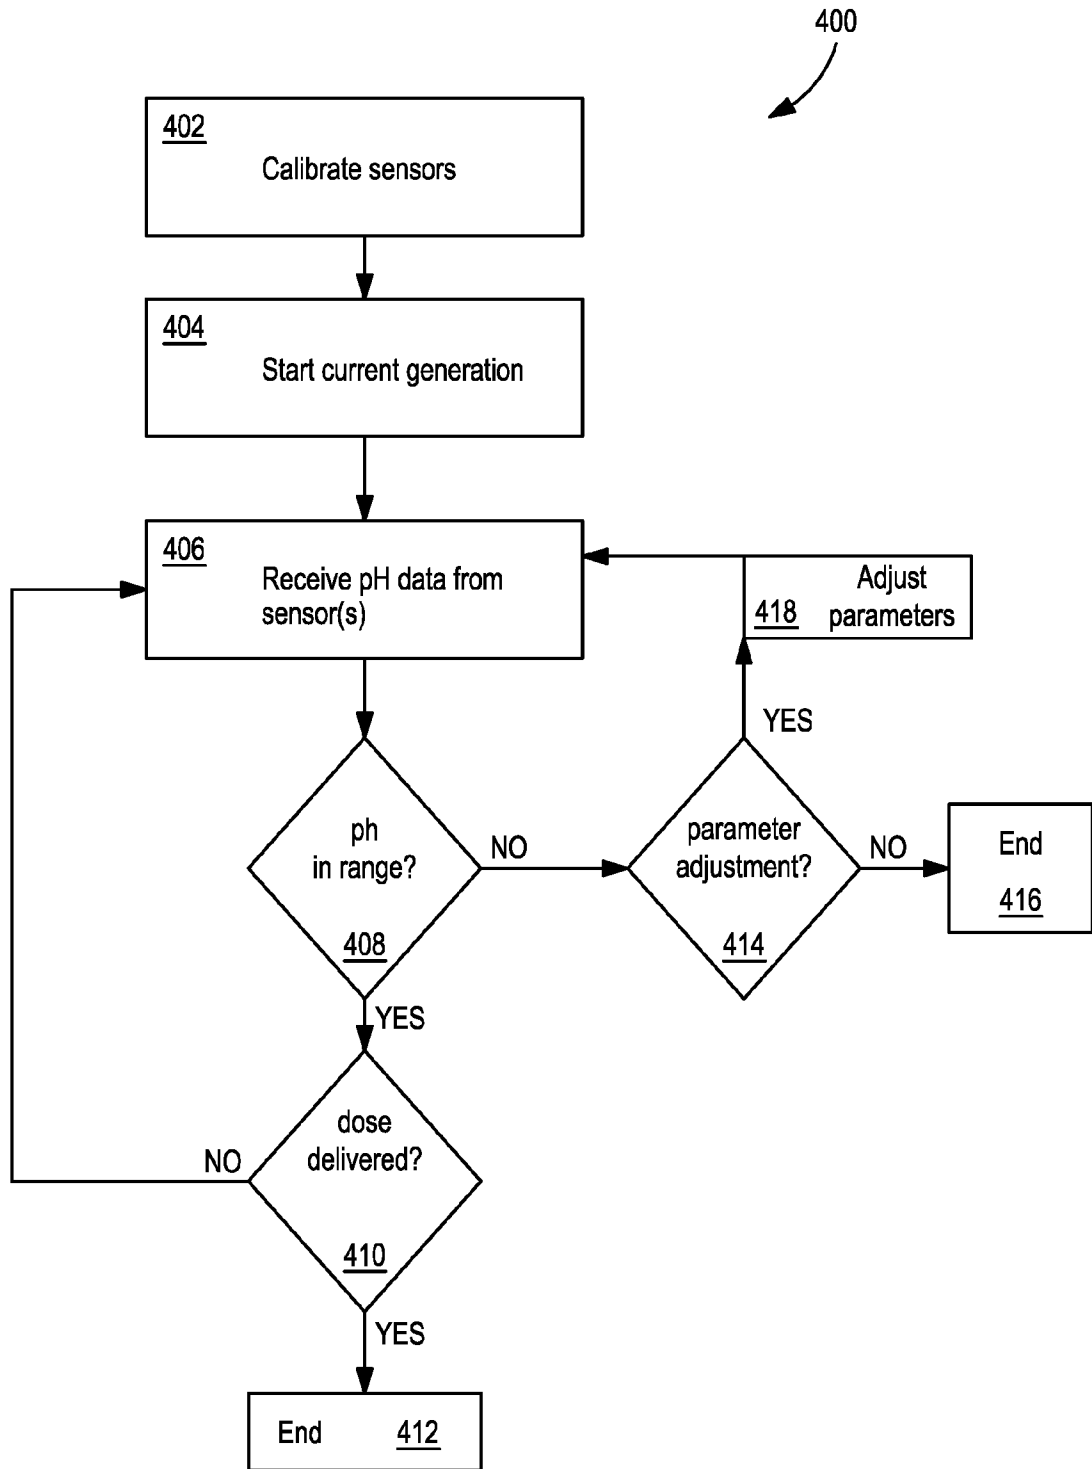 400
402
Calibrate sensors
404
Start current generation
406
Receive pH data from
sensor(s)
Adjust
418 parameters
YES
ph
in range?
408
NO
parameter
adjustment?
414
NO
End
416
YES
dose
delivered?
410
NO
YES
End 412